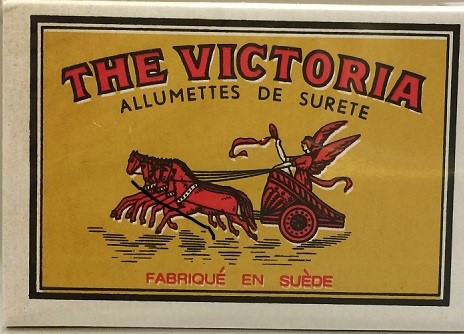 THE VICTORIA
ALLUMETTES DE SURETE
FABRIQUÉ EN SUÈDE